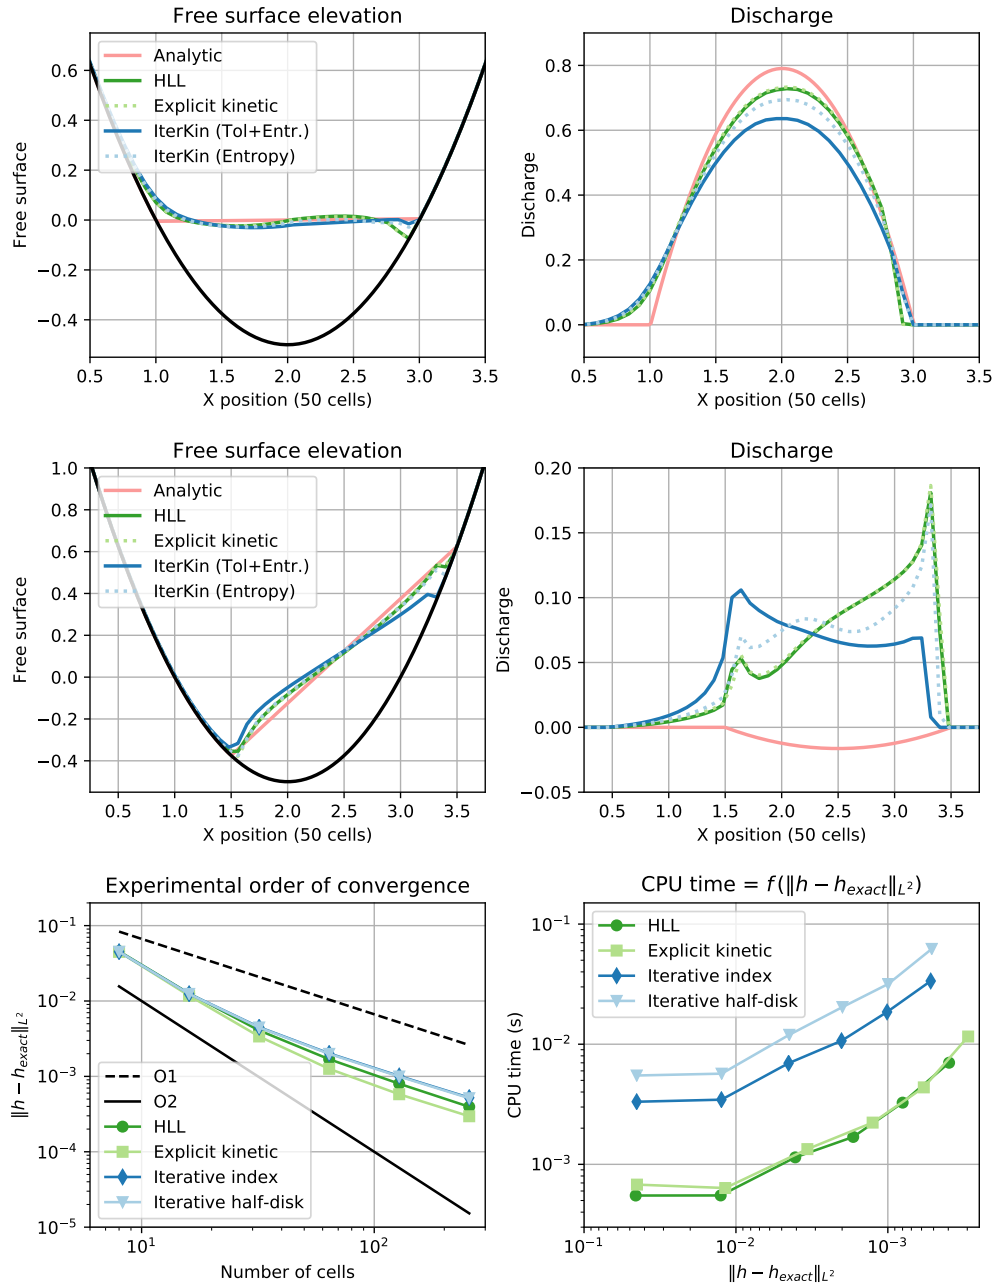 Free surface elevation
Free surface
0.6
0.4
0.2
0.0
−0.2
−0.4
Analytic
HLL
Explicit kinetic
IterKin (Tol+Entr.)
IterKin (Entropy)
0.5 1.0 1.5 2.0 2.5 3.0 3.5
X position (50 cells)
Discharge
Discharge
0.8
0.6
0.4
0.2
0.0
0.5 1.0 1.5 2.0 2.5 3.0 3.5
X position (50 cells)
Free surface elevation
Free surface
1.0
0.8
0.6
0.4
0.2
0.0
−0.2
−0.4
Analytic
HLL
Explicit kinetic
IterKin (Tol+Entr.)
IterKin (Entropy)
0.5 1.0 1.5 2.0 2.5 3.0 3.5
X position (50 cells)
Discharge
Discharge
0.20
0.15
0.10
0.05
0.00
−0.05
0.5 1.0 1.5 2.0 2.5 3.0 3.5
X position (50 cells)
Experimental order of convergence
‖h − h_exact‖_L²
10⁻¹
10⁻²
10⁻³
10⁻⁴
10⁻⁵
O1
O2
HLL
Explicit kinetic
Iterative index
Iterative half-disk
10¹ 10²
Number of cells
CPU time = f(‖h − h_exact‖_L²)
CPU time (s)
10⁻¹
10⁻²
10⁻³
HLL
Explicit kinetic
Iterative index
Iterative half-disk
10⁻¹ 10⁻² 10⁻³
‖h − h_exact‖_L²